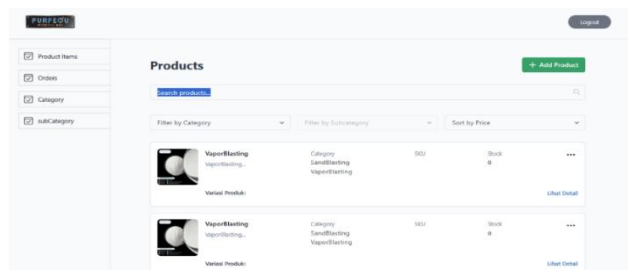 PURFEQU
Logout
Product Items
Orders
Category
subCategory
Products
+ Add Product
Search products...
Filter by Category
Filter by Subcategory
Sort by Price
VaporBlasting
VaporBlasting...
Category
SandBlasting
VaporBlasting
SKU
Stock
0
...
Variasi Produk:
Lihat Detail
VaporBlasting
VaporBlasting...
Category
SandBlasting
VaporBlasting
SKU
Stock
0
...
Variasi Produk:
Lihat Detail